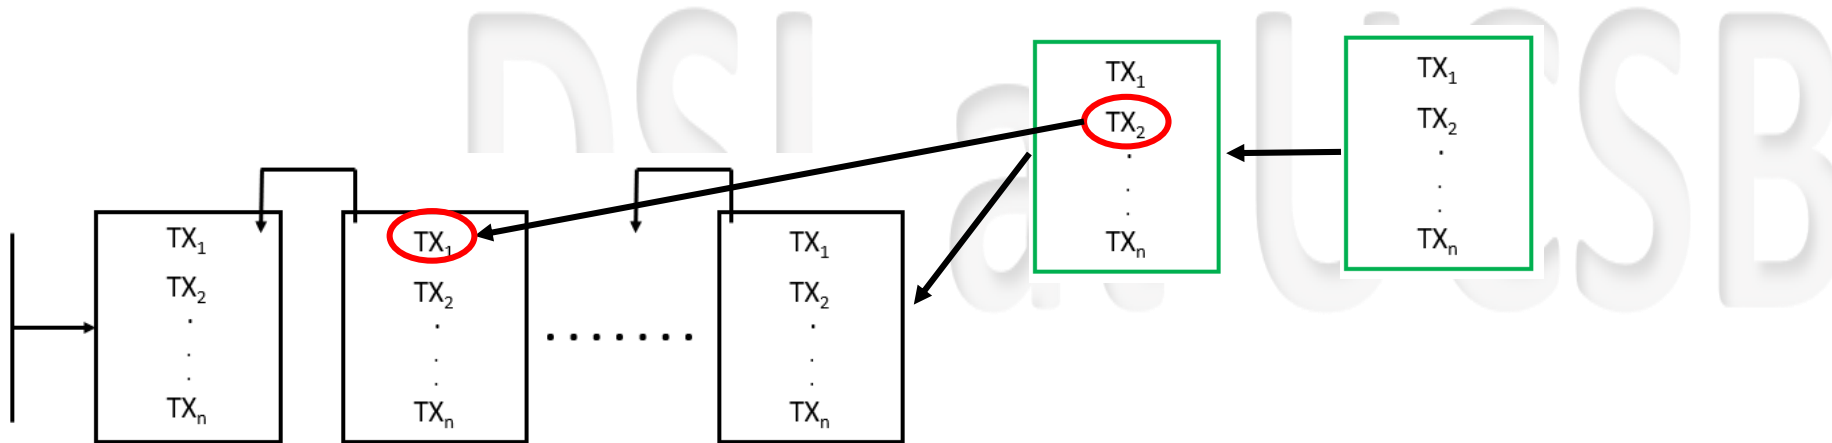 DSL at UCSB
TX1
TX2
.
.
.
TXn
TX1
TX2
.
.
.
TXn
.......
TX1
TX2
.
.
.
TXn
TX1
TX2
.
.
.
TXn
TX1
TX2
.
.
.
TXn